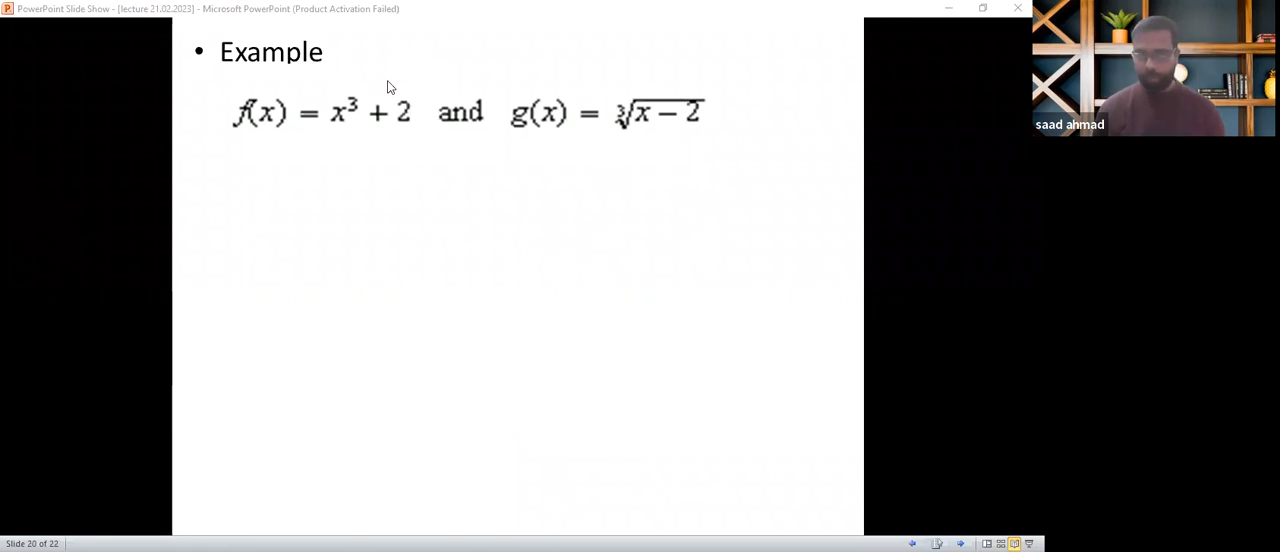 PowerPoint Slide Show - [lecture 21.02.2023] - Microsoft PowerPoint (Product Activation Failed)
• Example
f(x) = x³ + 2 and g(x) = ∛(x − 2)
saad ahmad
Slide 20 of 22